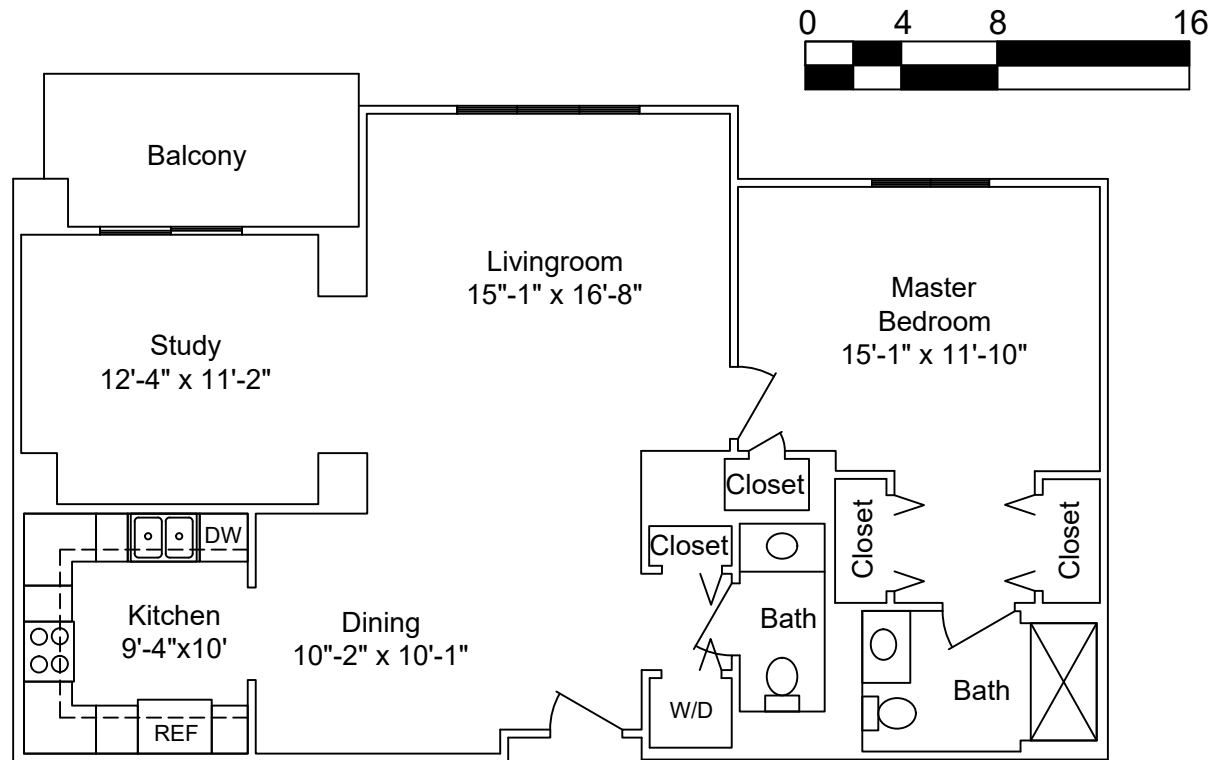 0 4 8 16
Balcony
Livingroom
15"-1" x 16'-8"
Master
Bedroom
15'-1" x 11'-10"
Study
12'-4" x 11'-2"
Closet
Closet
Closet
Closet
DW
Kitchen
9'-4"x10'
Dining
10"-2" x 10'-1"
Bath
W/D
Bath
REF